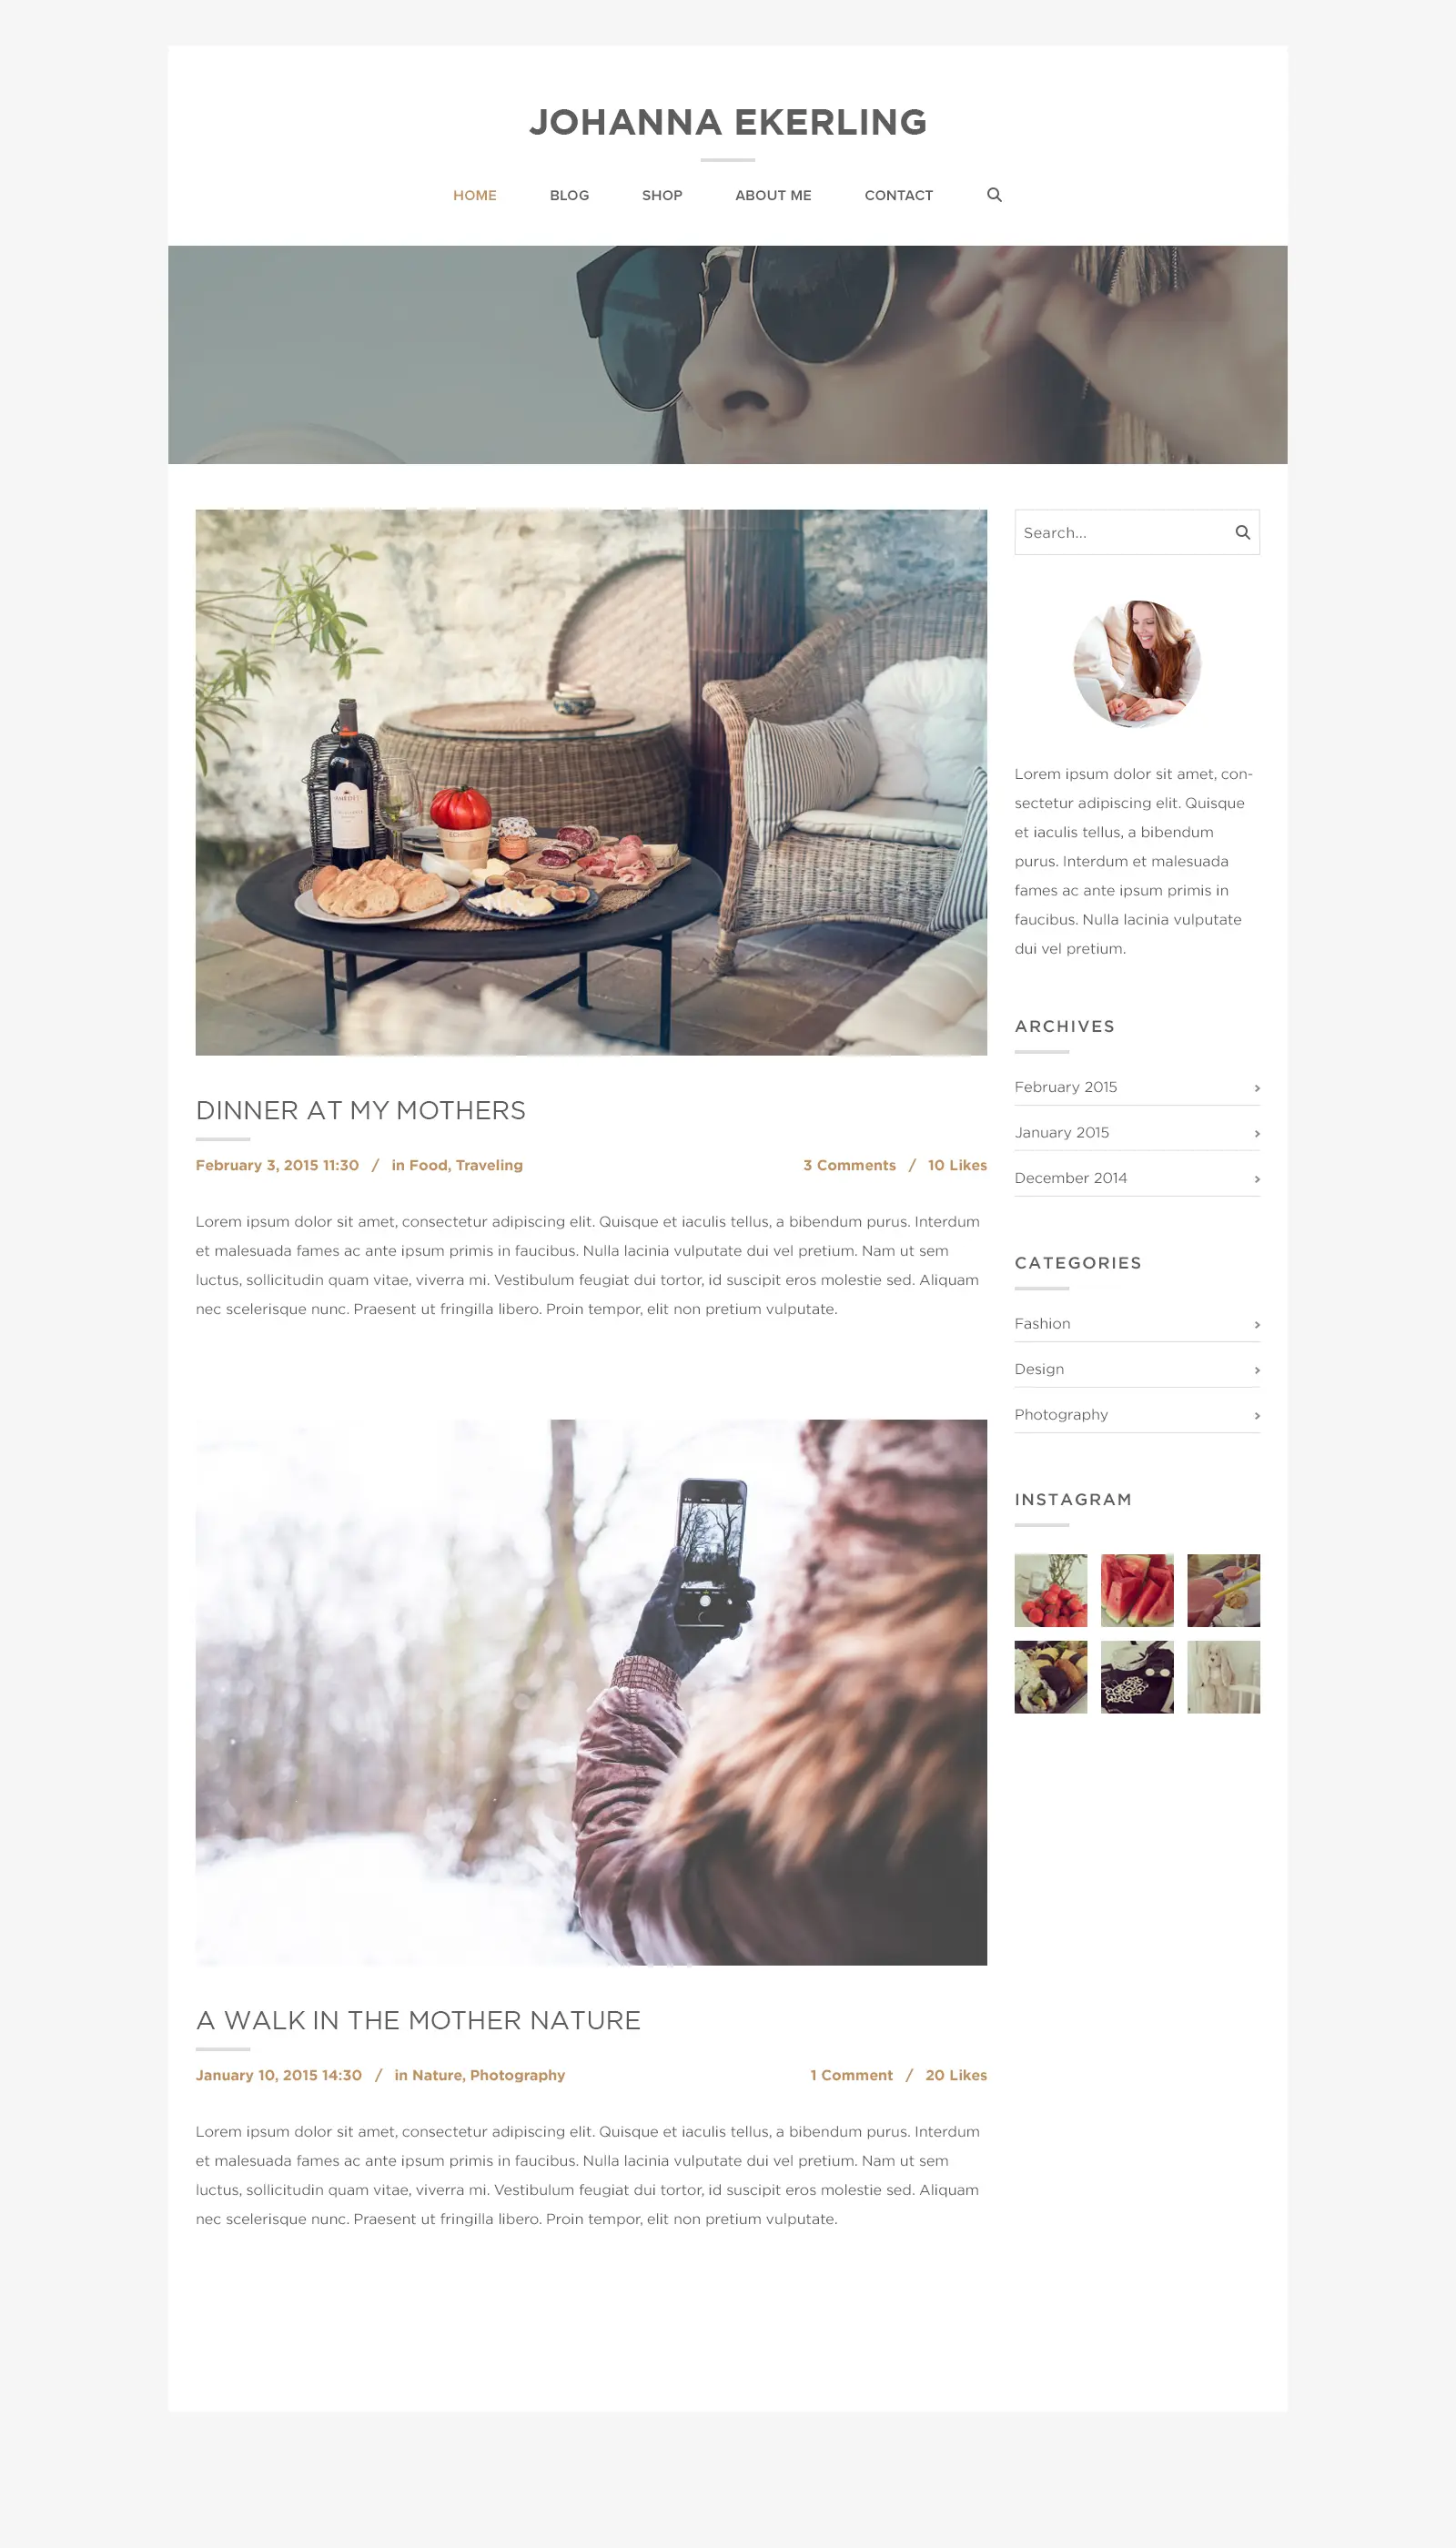 JOHANNA EKERLING
HOME BLOG SHOP ABOUT ME CONTACT
Search...
Lorem ipsum dolor sit amet, con-
sectetur adipiscing elit. Quisque
et iaculis tellus, a bibendum
purus. Interdum et malesuada
fames ac ante ipsum primis in
faucibus. Nulla lacinia vulputate
dui vel pretium.
ARCHIVES
February 2015
January 2015
December 2014
CATEGORIES
Fashion
Design
Photography
INSTAGRAM
DINNER AT MY MOTHERS
February 3, 2015 11:30 / in Food, Traveling
3 Comments / 10 Likes
Lorem ipsum dolor sit amet, consectetur adipiscing elit. Quisque et iaculis tellus, a bibendum purus. Interdum
et malesuada fames ac ante ipsum primis in faucibus. Nulla lacinia vulputate dui vel pretium. Nam ut sem
luctus, sollicitudin quam vitae, viverra mi. Vestibulum feugiat dui tortor, id suscipit eros molestie sed. Aliquam
nec scelerisque nunc. Praesent ut fringilla libero. Proin tempor, elit non pretium vulputate.
A WALK IN THE MOTHER NATURE
January 10, 2015 14:30 / in Nature, Photography
1 Comment / 20 Likes
Lorem ipsum dolor sit amet, consectetur adipiscing elit. Quisque et iaculis tellus, a bibendum purus. Interdum
et malesuada fames ac ante ipsum primis in faucibus. Nulla lacinia vulputate dui vel pretium. Nam ut sem
luctus, sollicitudin quam vitae, viverra mi. Vestibulum feugiat dui tortor, id suscipit eros molestie sed. Aliquam
nec scelerisque nunc. Praesent ut fringilla libero. Proin tempor, elit non pretium vulputate.